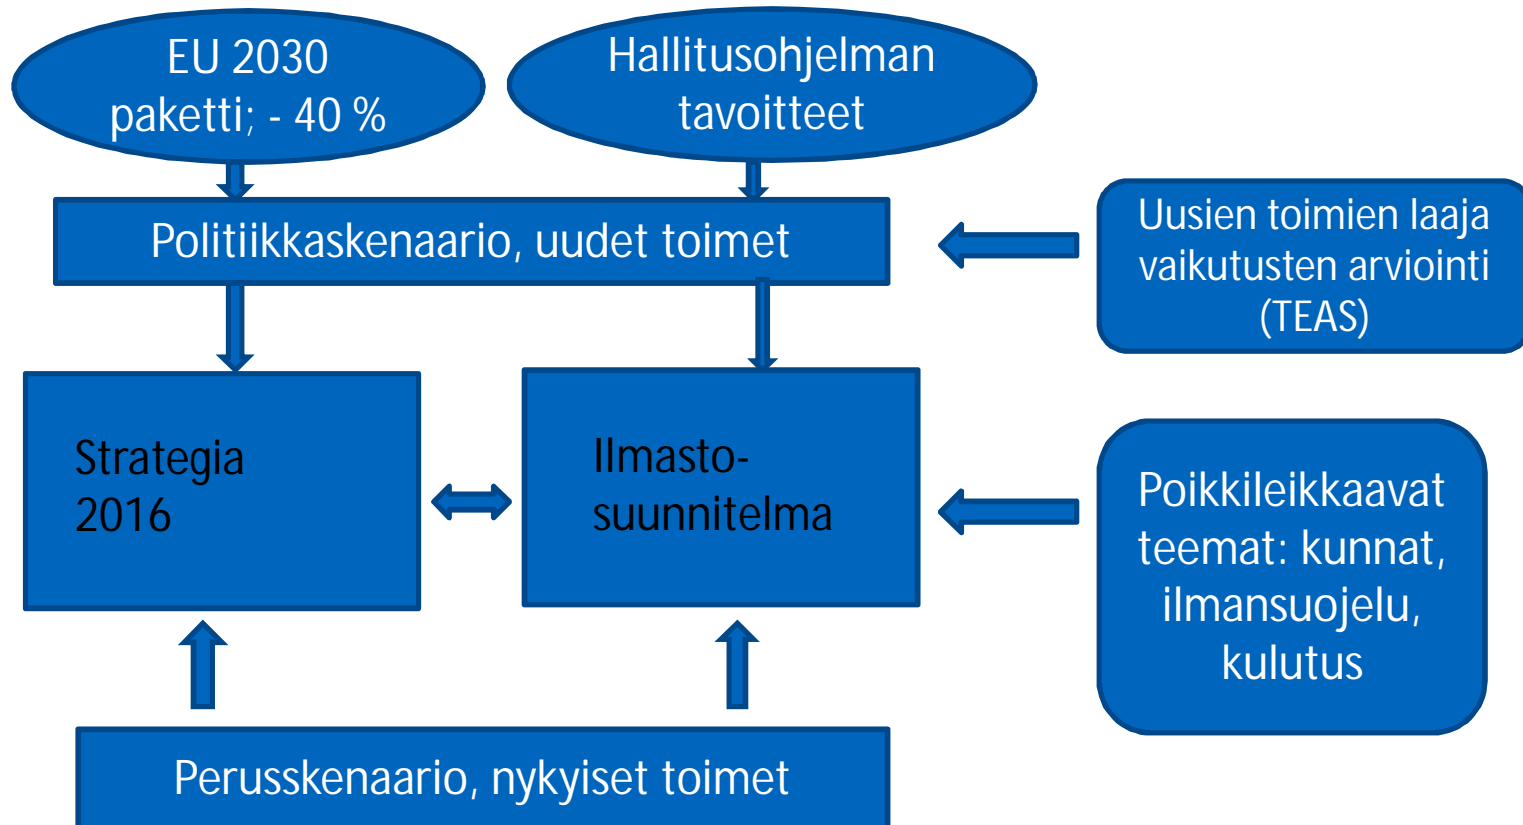 EU 2030
paketti; - 40 %
Hallitusohjelman
tavoitteet
Politiikkaskenaario, uudet toimet
Uusien toimien laaja
vaikutusten arviointi
(TEAS)
Strategia
2016
Ilmasto-
suunnitelma
Poikkileikkaavat
teemat: kunnat,
ilmansuojelu,
kulutus
Perusskenaario, nykyiset toimet